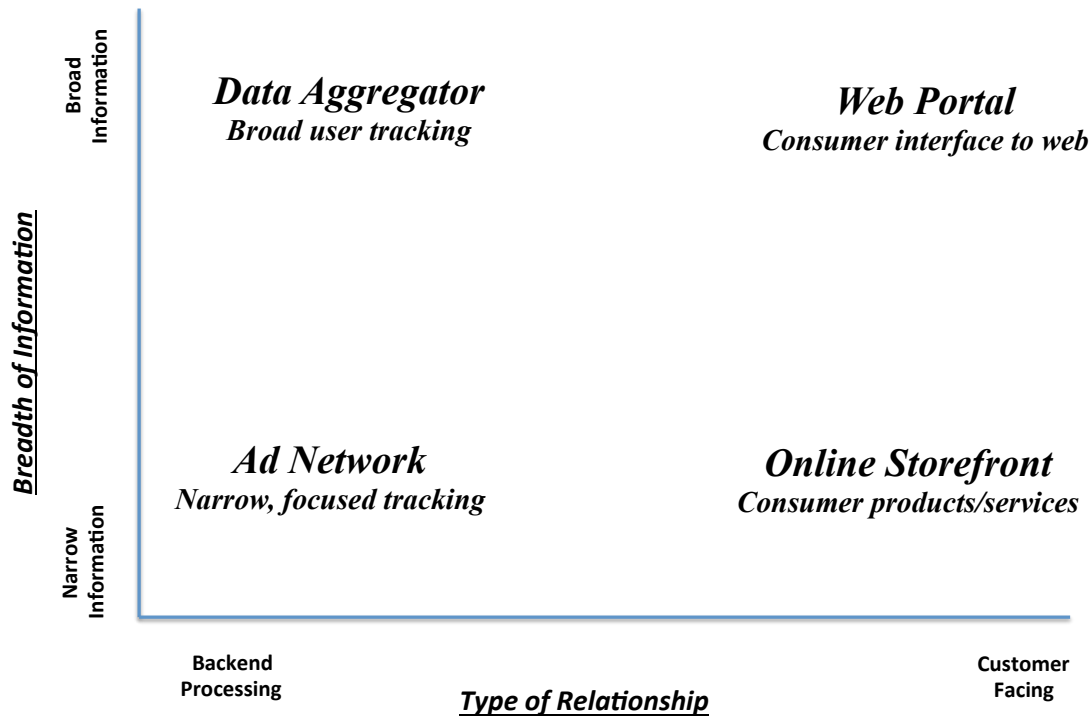 Broad
Information
Data Aggregator
Broad user tracking
Web Portal
Consumer interface to web
Breadth of Information
Ad Network
Narrow, focused tracking
Online Storefront
Consumer products/services
Narrow
Information
Backend
Processing
Type of Relationship
Customer
Facing